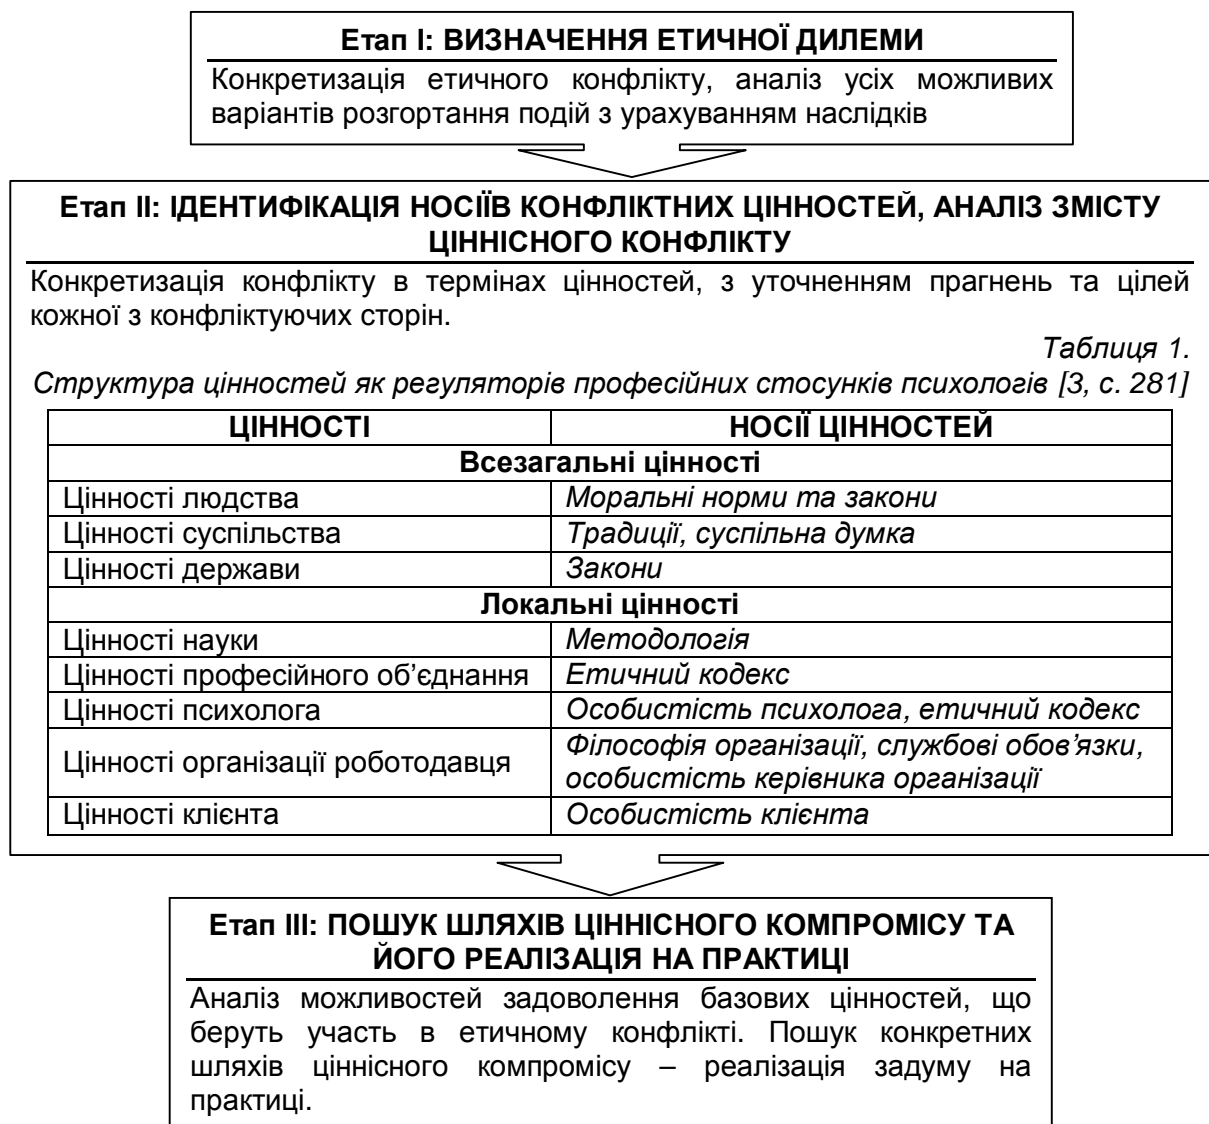 Етап І: ВИЗНАЧЕННЯ ЕТИЧНОЇ ДИЛЕМИ
Конкретизація етичного конфлікту, аналіз усіх можливих
варіантів розгортання подій з урахуванням наслідків
Етап ІІ: ІДЕНТИФІКАЦІЯ НОСІЇВ КОНФЛІКТНИХ ЦІННОСТЕЙ, АНАЛІЗ ЗМІСТУ
ЦІННІСНОГО КОНФЛІКТУ
Конкретизація конфлікту в термінах цінностей, з уточненням прагнень та цілей
кожної з конфліктуючих сторін.
Таблиця 1.
Структура цінностей як регуляторів професійних стосунків психологів [3, с. 281]
ЦІННОСТІ НОСІЇ ЦІННОСТЕЙ
Всезагальні цінності
Цінності людства Моральні норми та закони
Цінності суспільства Традиції, суспільна думка
Цінності держави Закони
Локальні цінності
Цінності науки Методологія
Цінності професійного об’єднання Етичний кодекс
Цінності психолога Особистість психолога, етичний кодекс
Цінності організації роботодавця Філософія організації, службові обов’язки,
особистість керівника організації
Цінності клієнта Особистість клієнта
Етап ІІІ: ПОШУК ШЛЯХІВ ЦІННІСНОГО КОМПРОМІСУ ТА
ЙОГО РЕАЛІЗАЦІЯ НА ПРАКТИЦІ
Аналіз можливостей задоволення базових цінностей, що
беруть участь в етичному конфлікті. Пошук конкретних
шляхів ціннісного компромісу – реалізація задуму на
практиці.